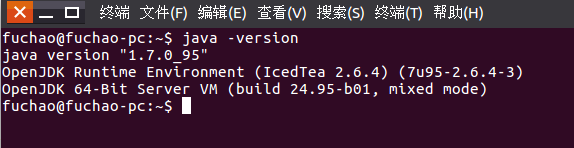 终端 文件(F) 编辑(E) 查看(V) 搜索(S) 终端(T) 帮助(H)
fuchao@fuchao-pc:~$ java -version
java version "1.7.0_95"
OpenJDK Runtime Environment (IcedTea 2.6.4) (7u95-2.6.4-3)
OpenJDK 64-Bit Server VM (build 24.95-b01, mixed mode)
fuchao@fuchao-pc:~$